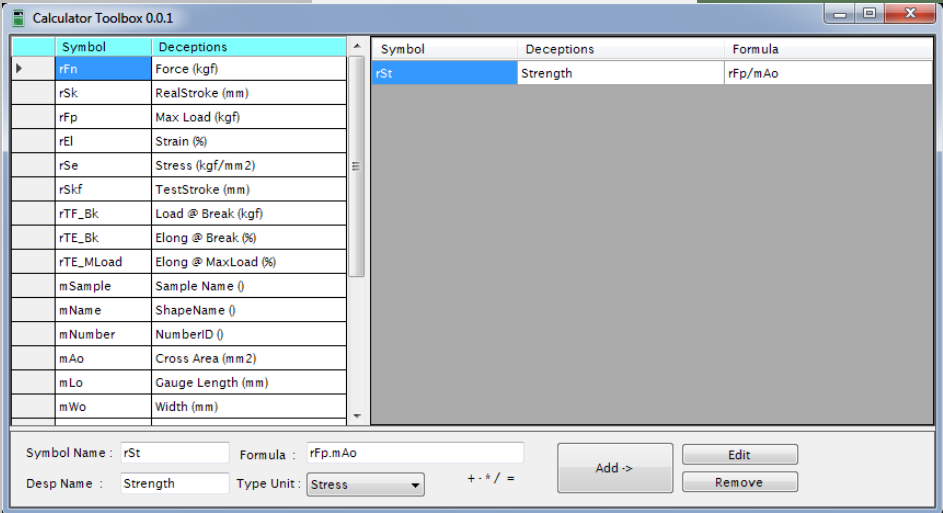 Calculator Toolbox 0.0.1
Symbol Deceptions
rFn Force (kgf)
rSk RealStroke (mm)
rFp Max Load (kgf)
rEl Strain (%)
rSe Stress (kgf/mm2)
rSkf TestStroke (mm)
rTF_Bk Load @ Break (kgf)
rTE_Bk Elong @ Break (%)
rTE_MLoad Elong @ MaxLoad (%)
mSample Sample Name ()
mName ShapeName ()
mNumber NumberID ()
mAo Cross Area (mm2)
mLo Gauge Length (mm)
mWo Width (mm)
Symbol Deceptions Formula
rSt Strength rFp/mAo
Symbol Name : rSt Formula : rFp.mAo
Desp Name : Strength Type Unit : Stress
+ - * / =
Add ->
Edit
Remove